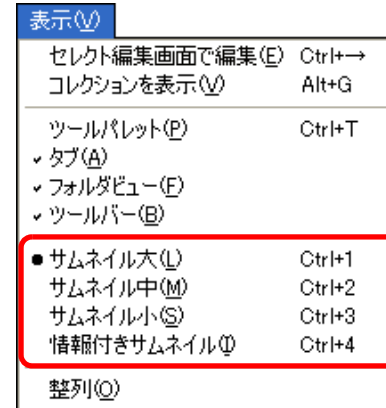 表示(V)
セレクト編集画面で編集(E) Ctrl+→
コレクションを表示(V) Alt+G
ツールパレット(P) Ctrl+T
タブ(A)
フォルダビュー(F)
ツールバー(B)
サムネイル大(L) Ctrl+1
サムネイル中(M) Ctrl+2
サムネイル小(S) Ctrl+3
情報付きサムネイル(I) Ctrl+4
整列(O)